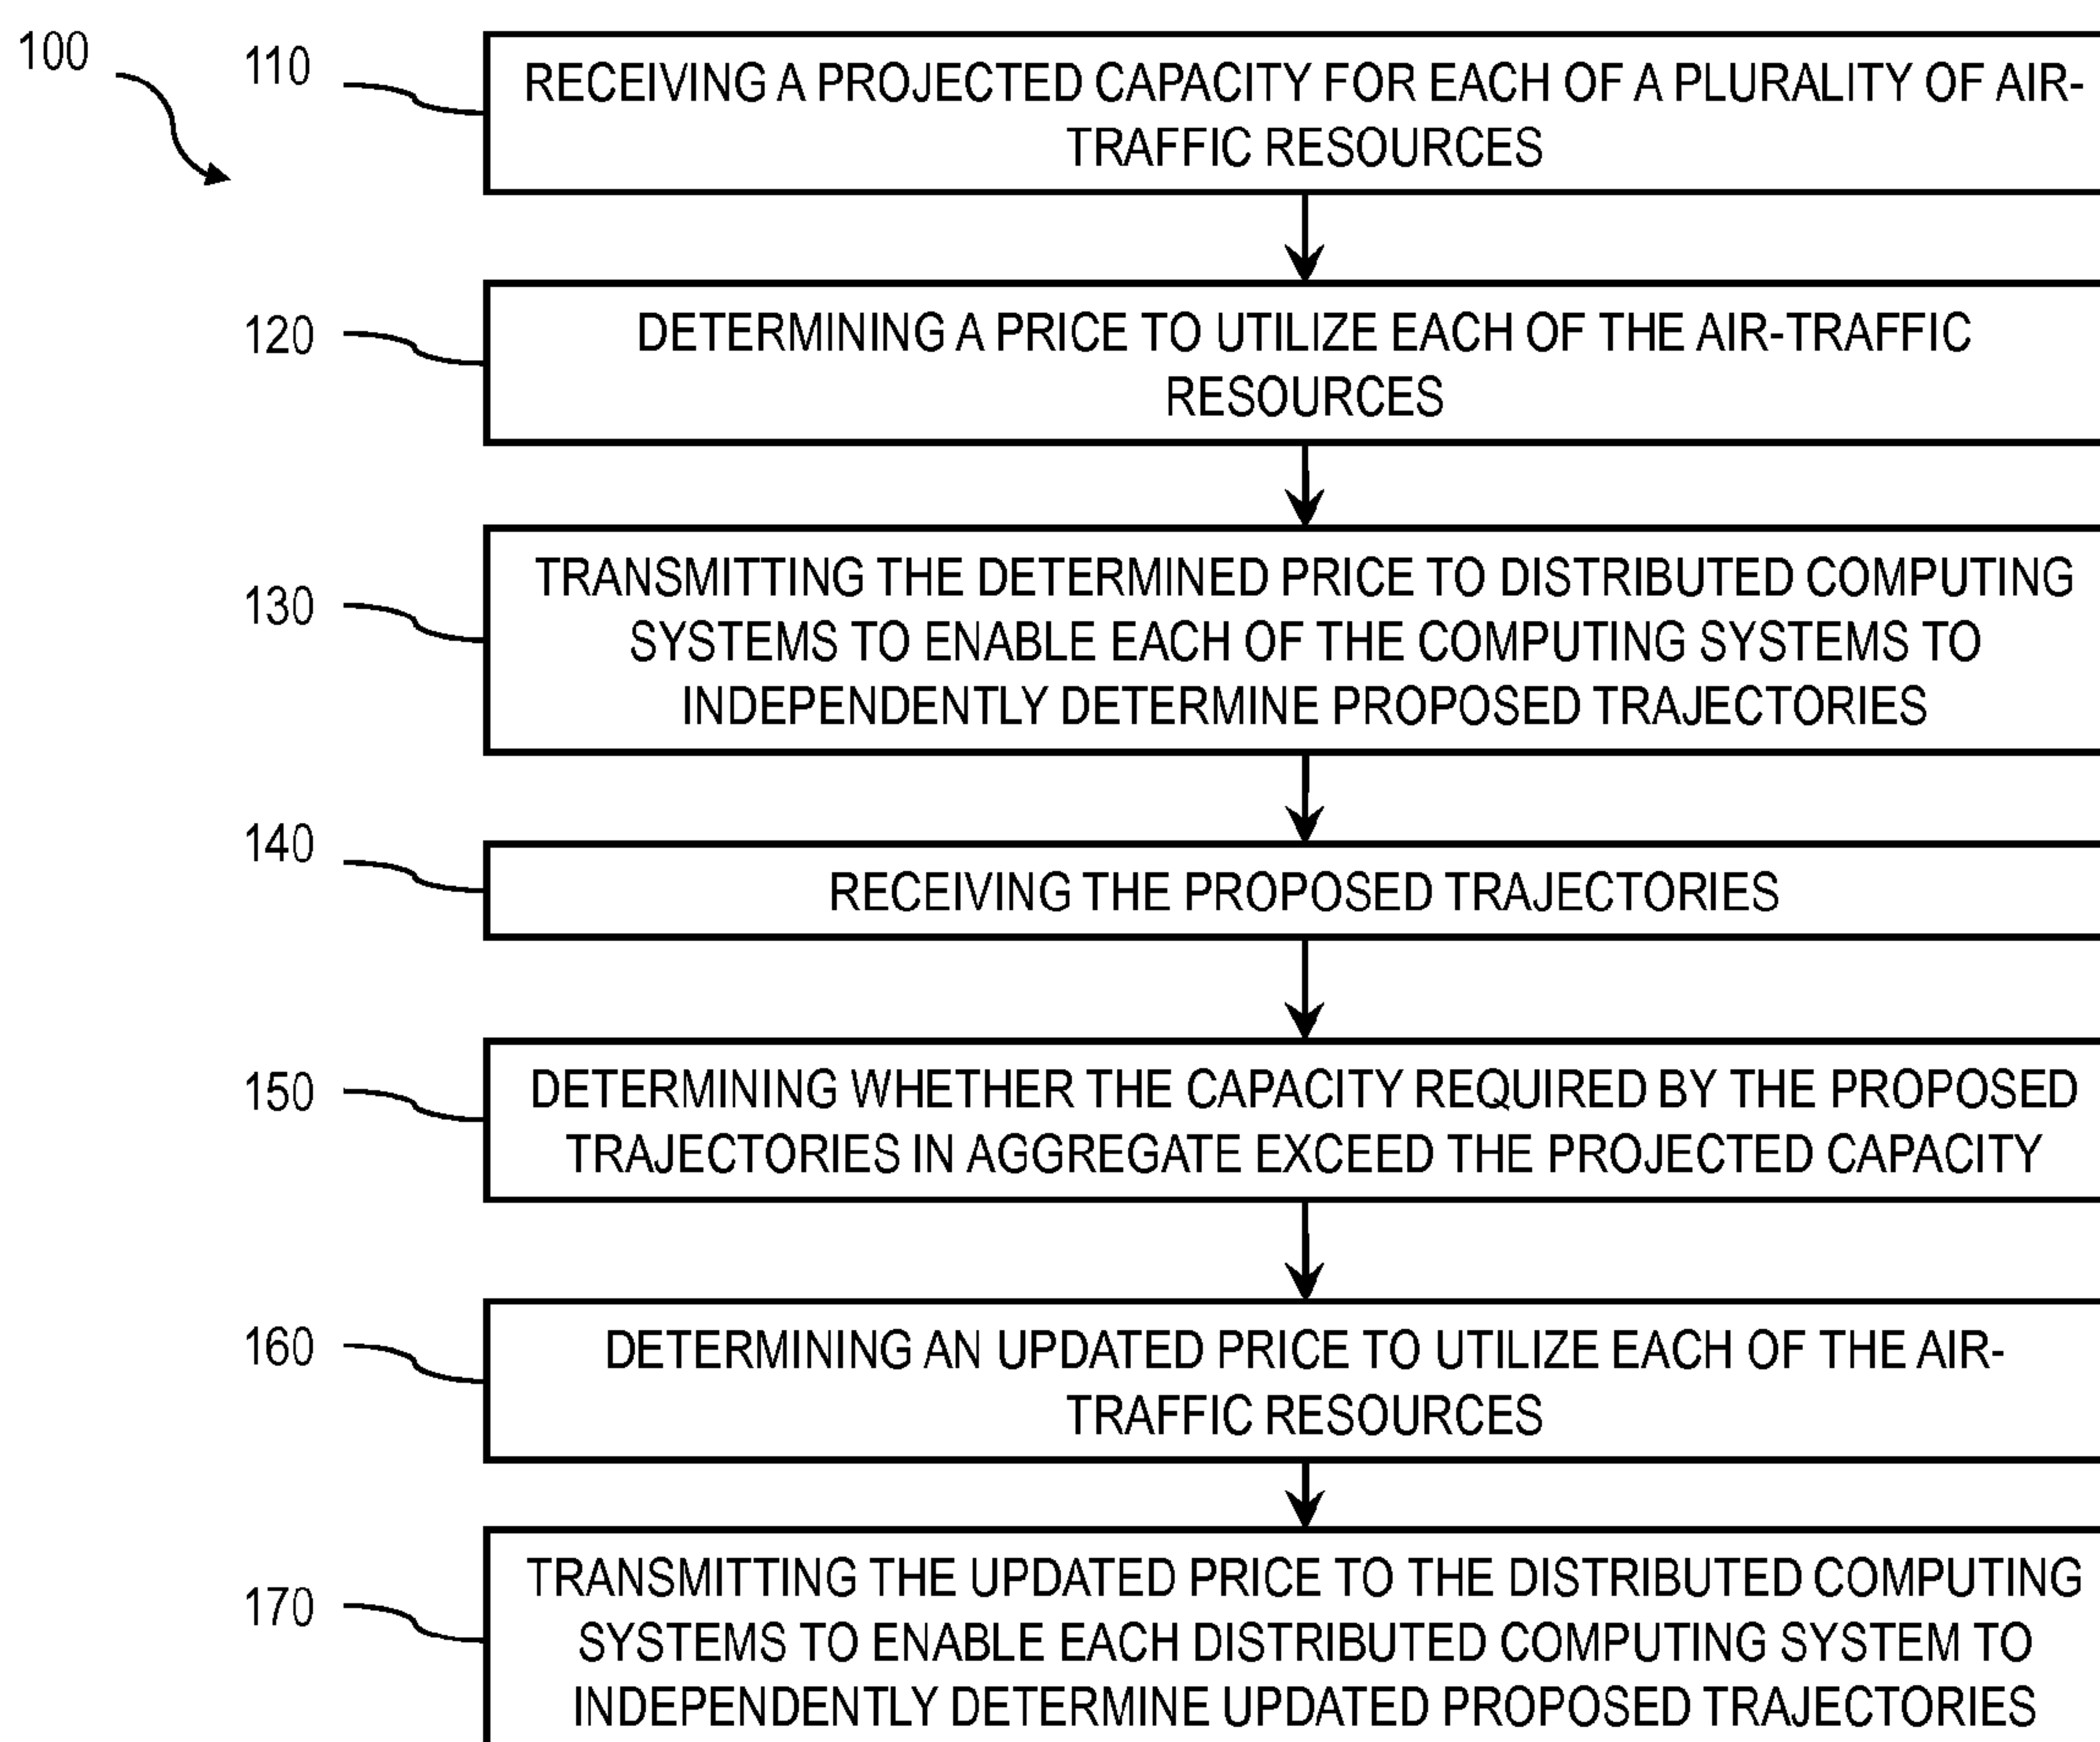 100
110
RECEIVING A PROJECTED CAPACITY FOR EACH OF A PLURALITY OF AIR-
TRAFFIC RESOURCES
120
DETERMINING A PRICE TO UTILIZE EACH OF THE AIR-TRAFFIC
RESOURCES
130
TRANSMITTING THE DETERMINED PRICE TO DISTRIBUTED COMPUTING
SYSTEMS TO ENABLE EACH OF THE COMPUTING SYSTEMS TO
INDEPENDENTLY DETERMINE PROPOSED TRAJECTORIES
140
RECEIVING THE PROPOSED TRAJECTORIES
150
DETERMINING WHETHER THE CAPACITY REQUIRED BY THE PROPOSED
TRAJECTORIES IN AGGREGATE EXCEED THE PROJECTED CAPACITY
160
DETERMINING AN UPDATED PRICE TO UTILIZE EACH OF THE AIR-
TRAFFIC RESOURCES
170
TRANSMITTING THE UPDATED PRICE TO THE DISTRIBUTED COMPUTING
SYSTEMS TO ENABLE EACH DISTRIBUTED COMPUTING SYSTEM TO
INDEPENDENTLY DETERMINE UPDATED PROPOSED TRAJECTORIES